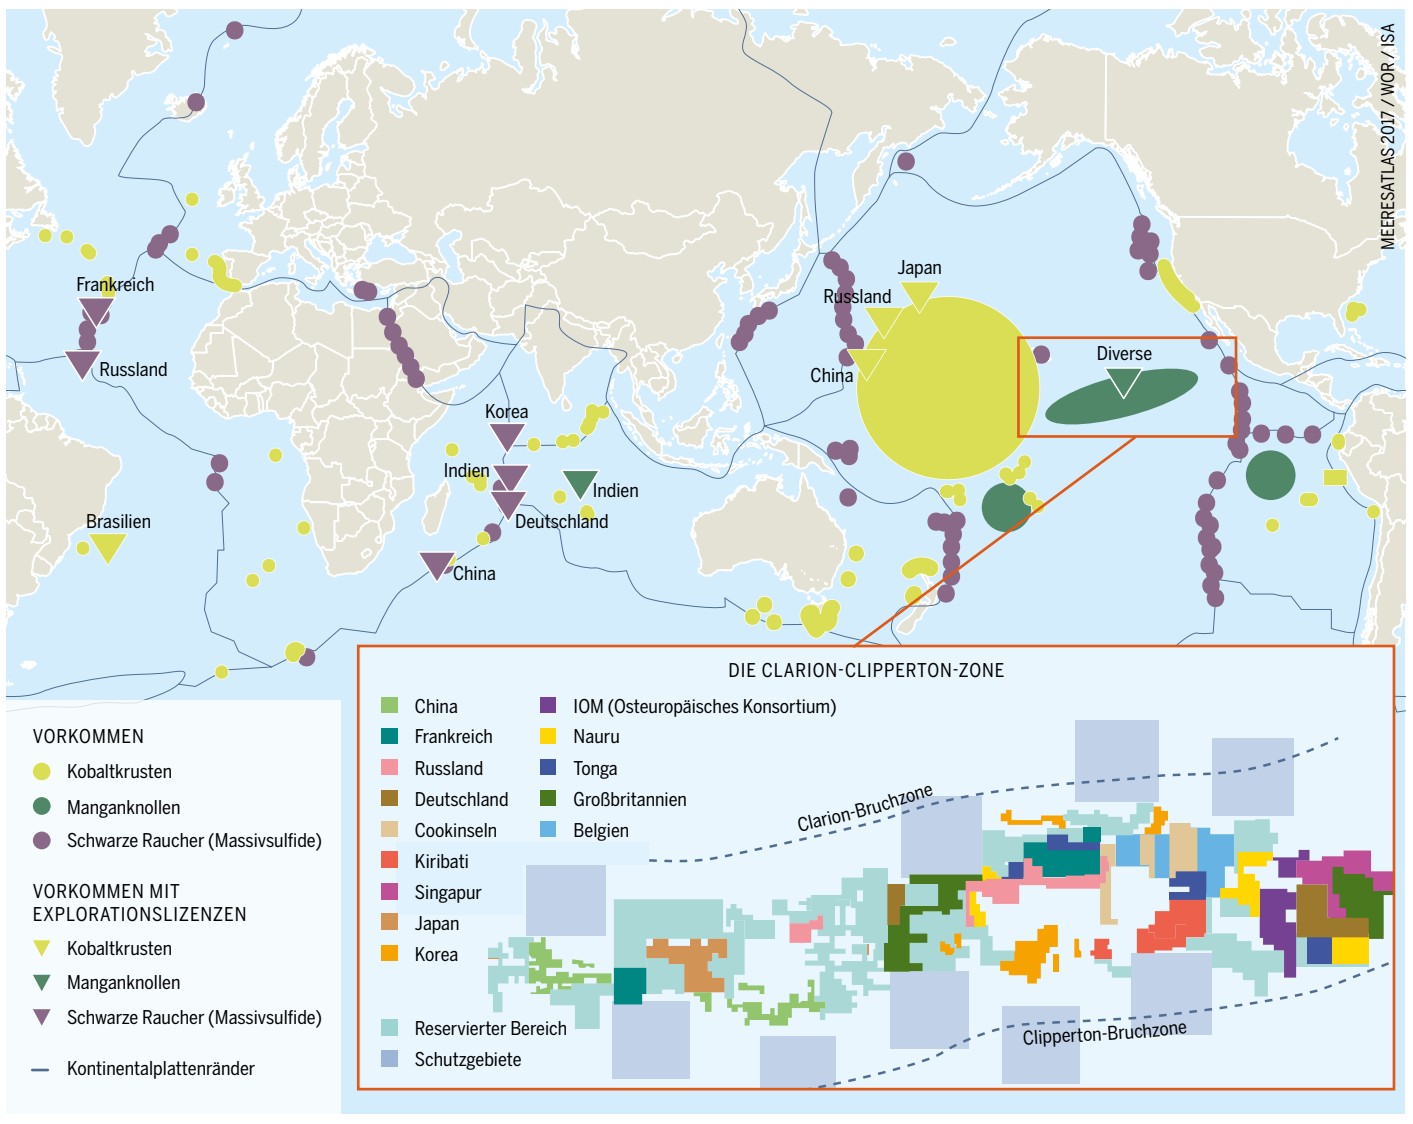 MEERESATLAS 2017 / WOR / ISA
Japan
Frankreich
Russland
Diverse
Russland
China
Korea
Indien
Indien
Brasilien
Deutschland
China
DIE CLARION-CLIPPERTON-ZONE
China
Frankreich
Russland
Deutschland
Cookinseln
Kiribati
Singapur
Japan
Korea
IOM (Osteuropäisches Konsortium)
Nauru
Tonga
Großbritannien
Belgien
Reservierter Bereich
Schutzgebiete
Clarion-Bruchzone
Clipperton-Bruchzone
VORKOMMEN
Kobaltkrusten
Manganknollen
Schwarze Raucher (Massivsulfide)
VORKOMMEN MIT
EXPLORATIONSLIZENZEN
Kobaltkrusten
Manganknollen
Schwarze Raucher (Massivsulfide)
Kontinentalplattenränder